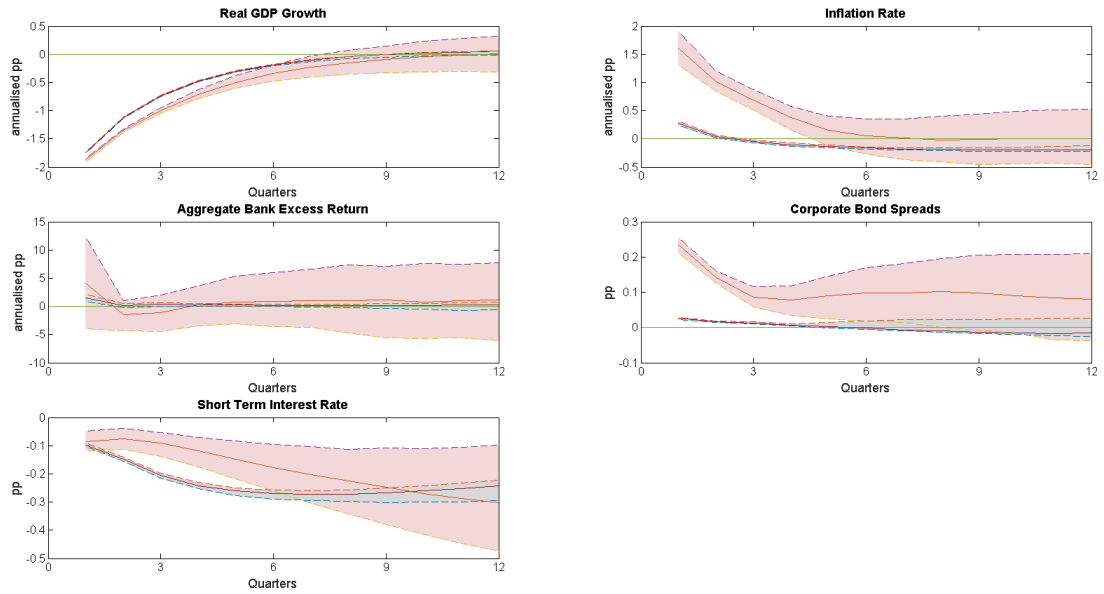 Real GDP Growth
annualised pp
0.5
0
-0.5
-1
-1.5
-2
0 3 6 9 12
Quarters
Inflation Rate
annualised pp
2
1.5
1
0.5
0
-0.5
0 3 6 9 12
Quarters
Aggregate Bank Excess Return
annualised pp
15
10
5
0
-5
-10
0 3 6 9 12
Quarters
Corporate Bond Spreads
pp
0.3
0.2
0.1
0
-0.1
0 3 6 9 12
Quarters
Short Term Interest Rate
pp
0
-0.1
-0.2
-0.3
-0.4
-0.5
0 3 6 9 12
Quarters